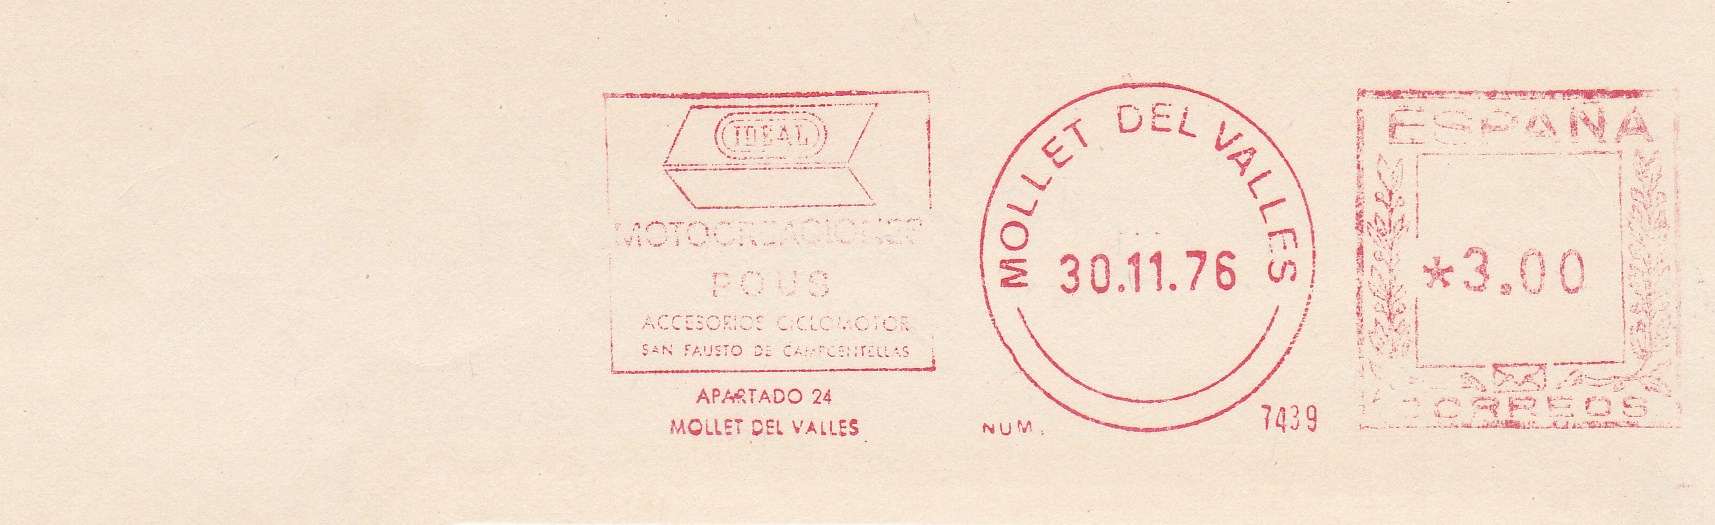 IDEAL
MOTOCREACIONES
POUS
ACCESORIOS CICLOMOTOR
SAN FAUSTO DE CAMPCENTELLAS
APARTADO 24
MOLLET DEL VALLES
MOLLET DEL VALLES
30.11.76
NUM. 7439
ESPAÑA
*3.00
CORREOS